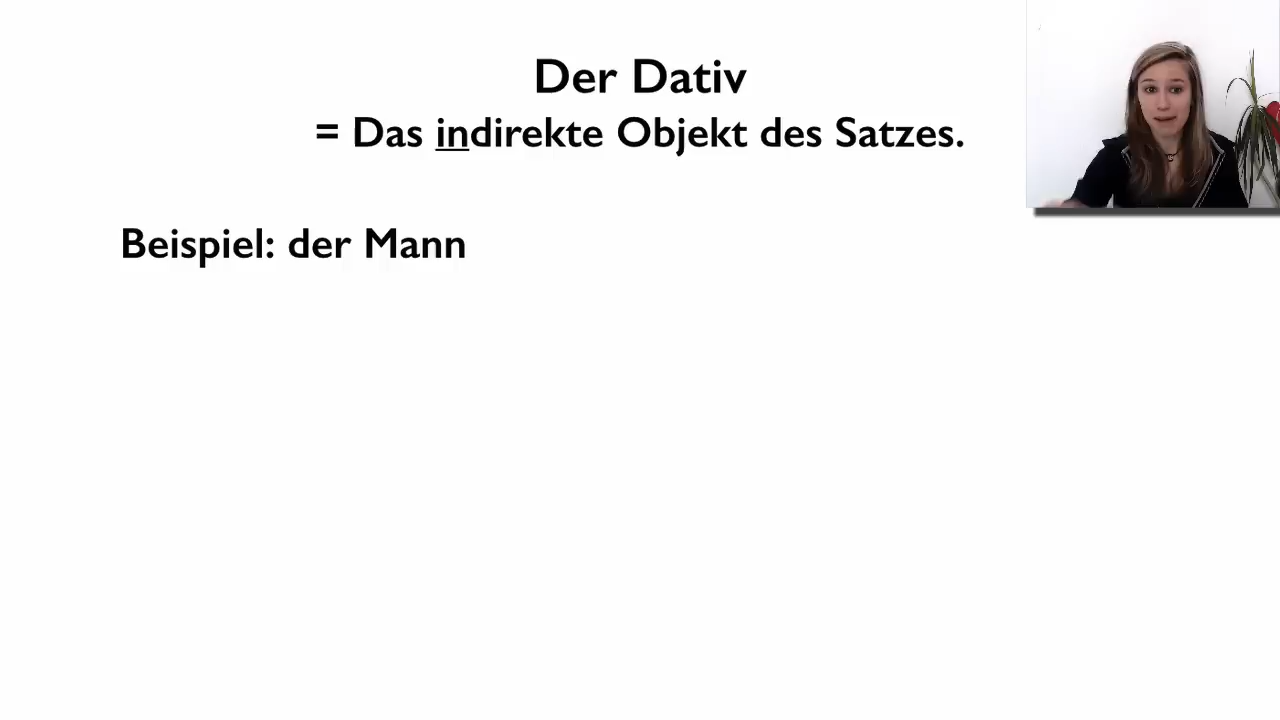 Der Dativ
= Das indirekte Objekt des Satzes.
Beispiel: der Mann